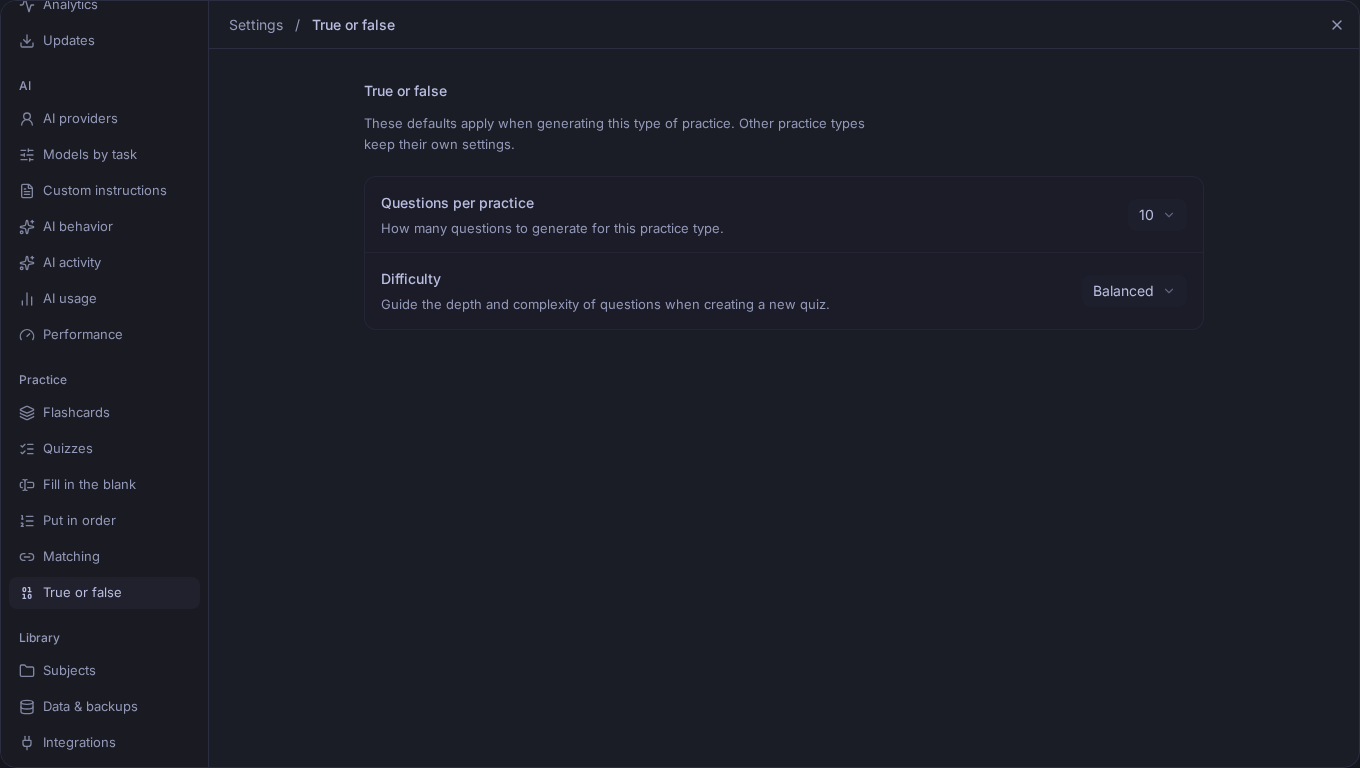 Analytics
Updates
AI
AI providers
Models by task
Custom instructions
AI behavior
AI activity
AI usage
Performance
Practice
Flashcards
Quizzes
Fill in the blank
Put in order
Matching
True or false
Library
Subjects
Data & backups
Integrations
Settings / True or false
True or false
These defaults apply when generating this type of practice. Other practice types
keep their own settings.
Questions per practice
How many questions to generate for this practice type.
10
Difficulty
Guide the depth and complexity of questions when creating a new quiz.
Balanced